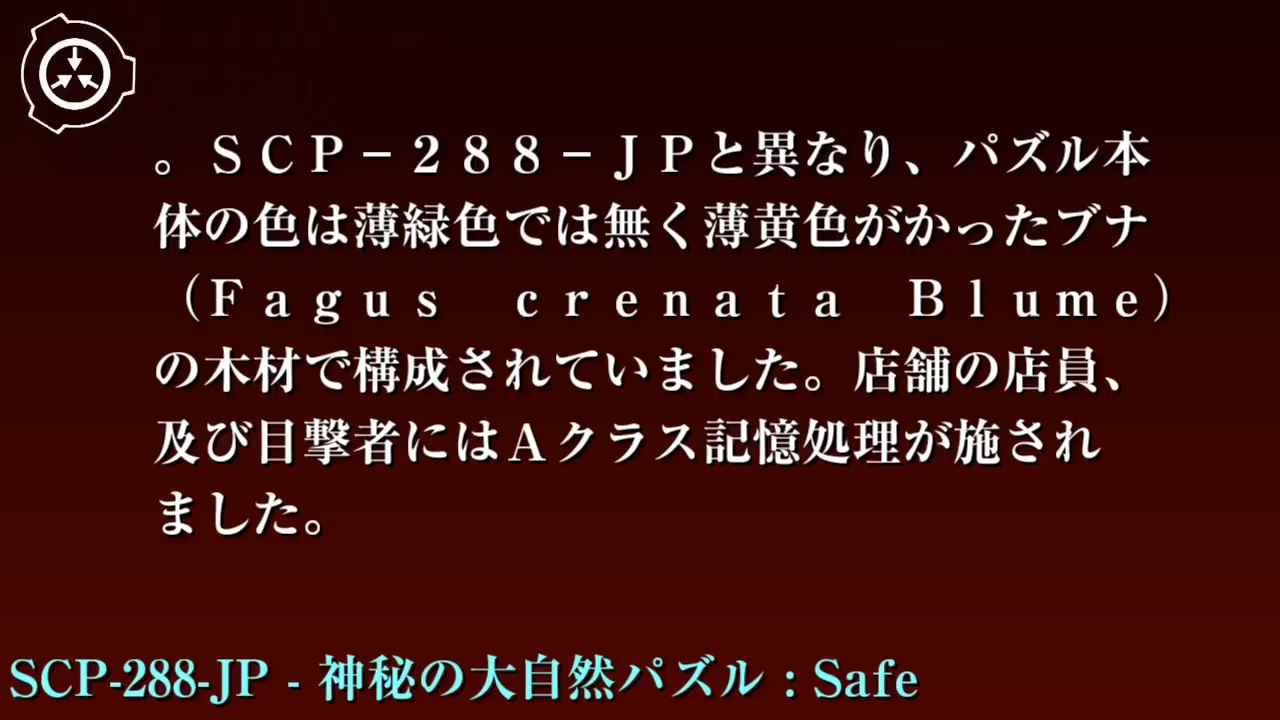 。ＳＣＰ－２８８－ＪＰと異なり、パズル本
体の色は薄緑色では無く薄黄色がかったブナ
（Ｆａｇｕｓ　ｃｒｅｎａｔａ　Ｂｌｕｍｅ）
の木材で構成されていました。店舗の店員、
及び目撃者にはＡクラス記憶処理が施され
ました。
SCP-288-JP - 神秘の大自然パズル : Safe